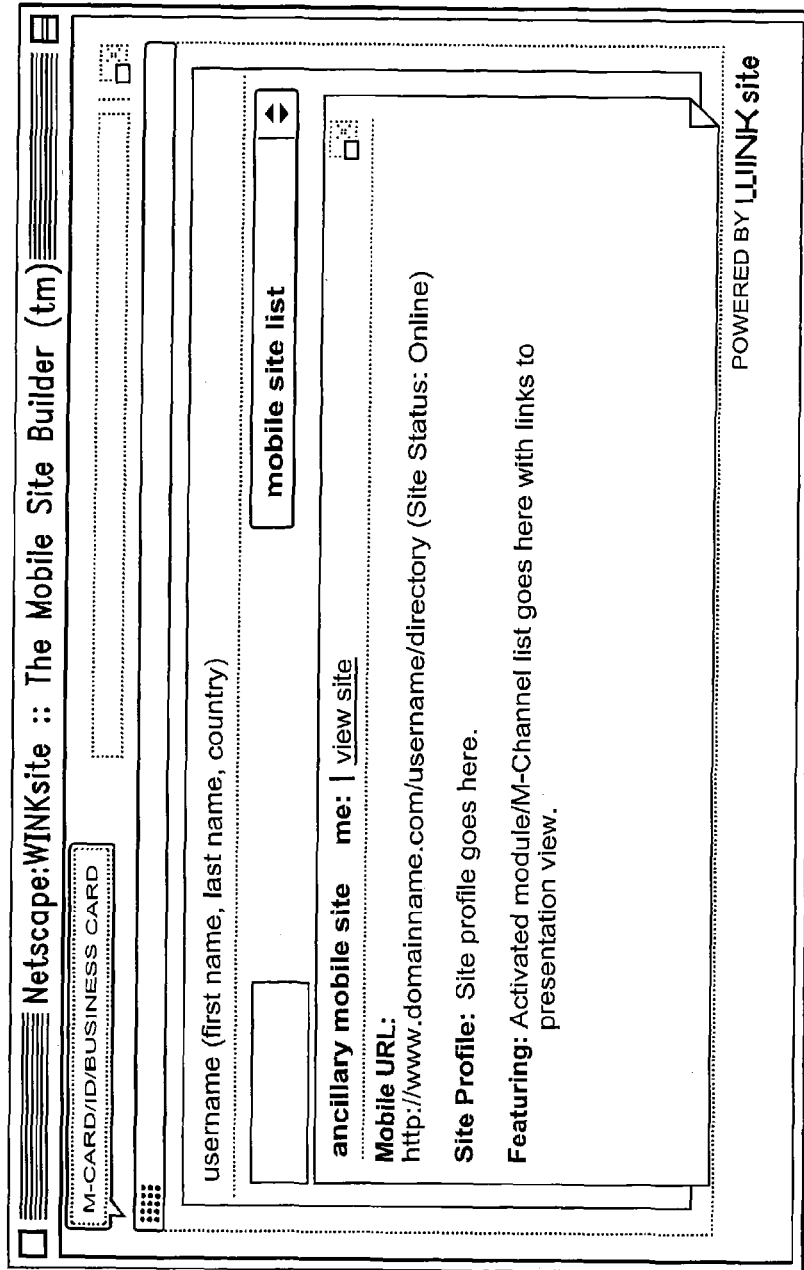 Netscape:WINKsite :: The Mobile Site Builder (tm)
M-CARD/ID/BUSINESS CARD
username (first name, last name, country)
mobile site list
ancillary mobile site me: | view site
Mobile URL:
http://www.domainname.com/username/directory (Site Status: Online)
Site Profile: Site profile goes here.
Featuring: Activated module/M-Channel list goes here with links to
presentation view.
POWERED BY WINK site